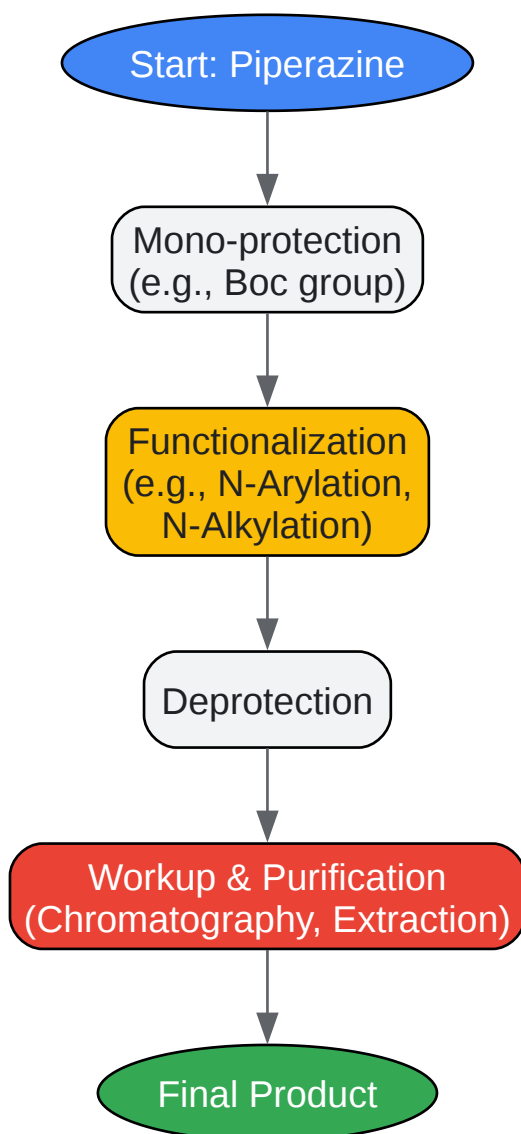 Start: Piperazine
Mono-protection
(e.g., Boc group)
Functionalization
(e.g., N-Arylation,
N-Alkylation)
Deprotection
Workup & Purification
(Chromatography, Extraction)
Final Product